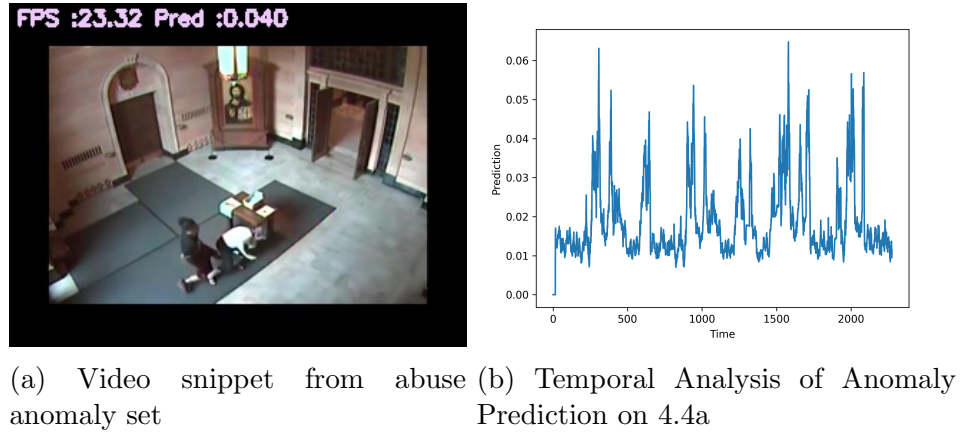 FPS :23.32 Pred :0.040
Prediction
0.06
0.05
0.04
0.03
0.02
0.01
0.00
0
500
1000
1500
2000
Time
(a) Video snippet from abuse
anomaly set
(b) Temporal Analysis of Anomaly
Prediction on 4.4a